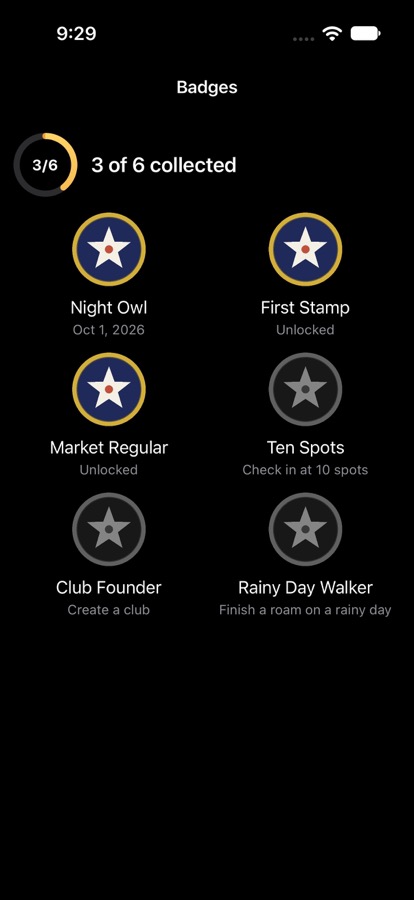 9:29
Badges
3/6
3 of 6 collected
Night Owl
Oct 1, 2026
First Stamp
Unlocked
Market Regular
Unlocked
Ten Spots
Check in at 10 spots
Club Founder
Create a club
Rainy Day Walker
Finish a roam on a rainy day